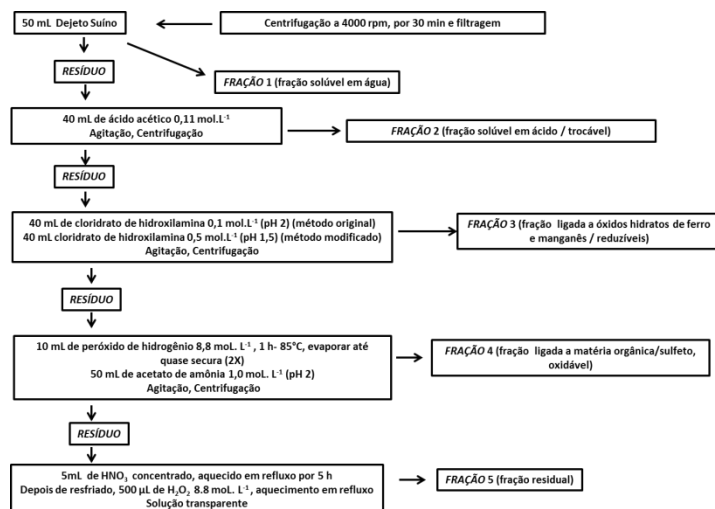 50 mL Dejeto Suíno
Centrifugação a 4000 rpm, por 30 min e filtragem
RESÍDUO
FRAÇÃO 1 (fração solúvel em água)
40 mL de ácido acético 0,11 mol.L⁻¹
Agitação, Centrifugação
FRAÇÃO 2 (fração solúvel em ácido / trocável)
RESÍDUO
40 mL de cloridrato de hidroxilamina 0,1 mol.L⁻¹ (pH 2) (método original)
40 mL cloridrato de hidroxilamina 0,5 mol.L⁻¹ (pH 1,5) (método modificado)
Agitação, Centrifugação
FRAÇÃO 3 (fração ligada a óxidos hidratos de ferro
e manganês / reduzíveis)
RESÍDUO
10 mL de peróxido de hidrogênio 8,8 moL. L⁻¹ , 1 h- 85°C, evaporar até
quase secura (2X)
50 mL de acetato de amônia 1,0 moL. L⁻¹ (pH 2)
Agitação, Centrifugação
FRAÇÃO 4 (fração ligada a matéria orgânica/sulfeto,
oxidável)
RESÍDUO
5mL de HNO₃ concentrado, aquecido em refluxo por 5 h
Depois de resfriado, 500 µL de H₂O₂ 8.8 moL. L⁻¹, aquecimento em refluxo
Solução transparente
FRAÇÃO 5 (fração residual)